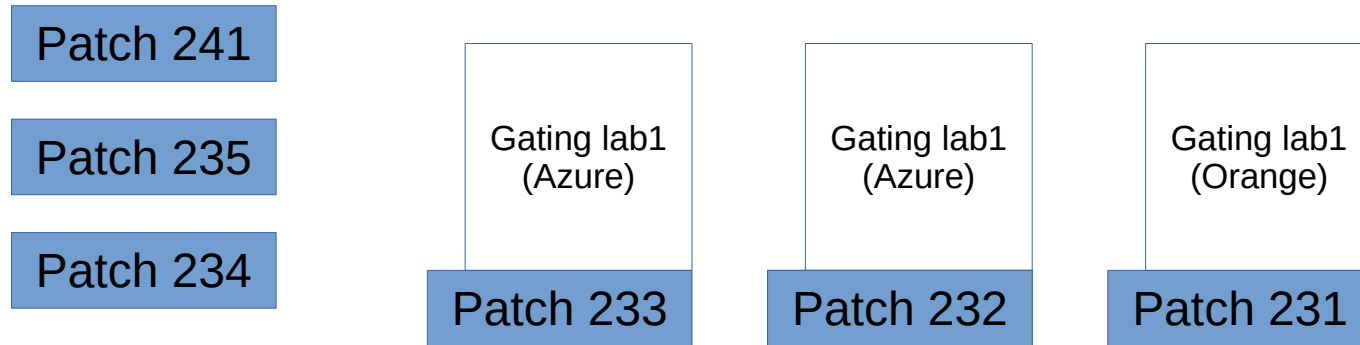 Patch 241
Patch 235
Patch 234
Gating lab1
(Azure)
Patch 233
Gating lab1
(Azure)
Patch 232
Gating lab1
(Orange)
Patch 231